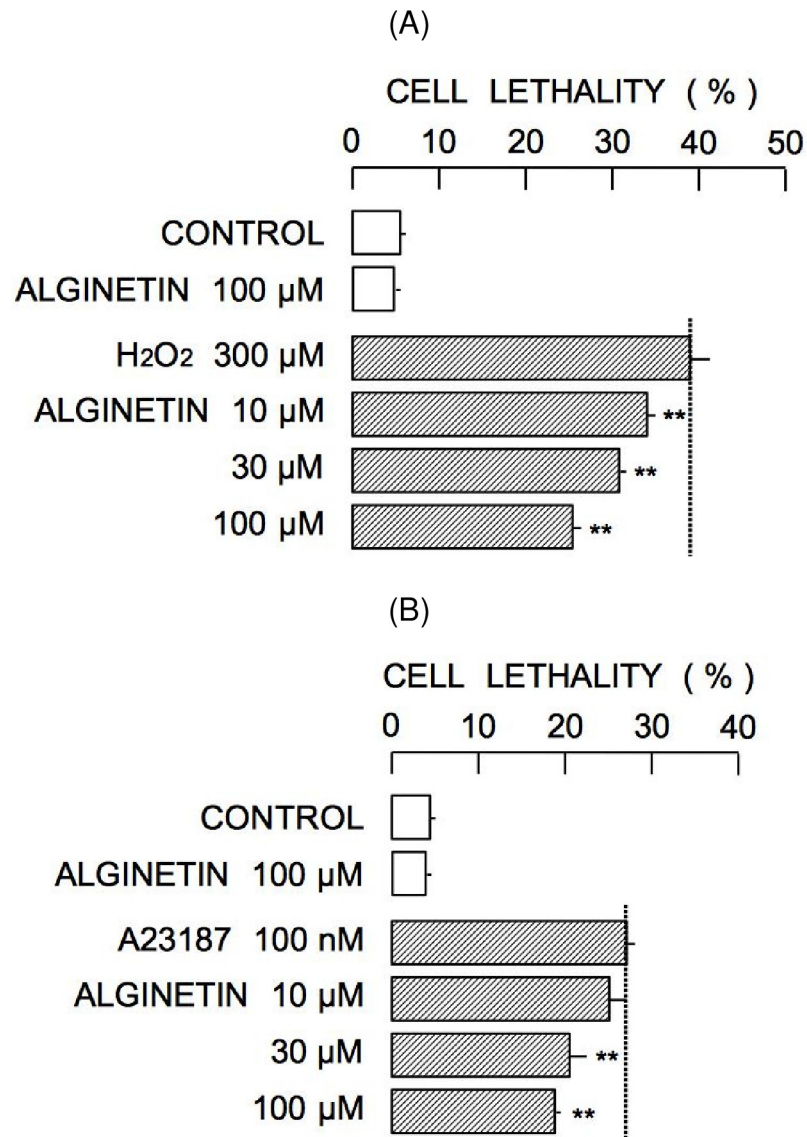 (A)
CELL LETHALITY ( % )
0 10 20 30 40 50
CONTROL
ALGINETIN 100 µM
H2O2 300 µM
ALGINETIN 10 µM **
30 µM **
100 µM **
(B)
CELL LETHALITY ( % )
0 10 20 30 40
CONTROL
ALGINETIN 100 µM
A23187 100 nM
ALGINETIN 10 µM
30 µM **
100 µM **